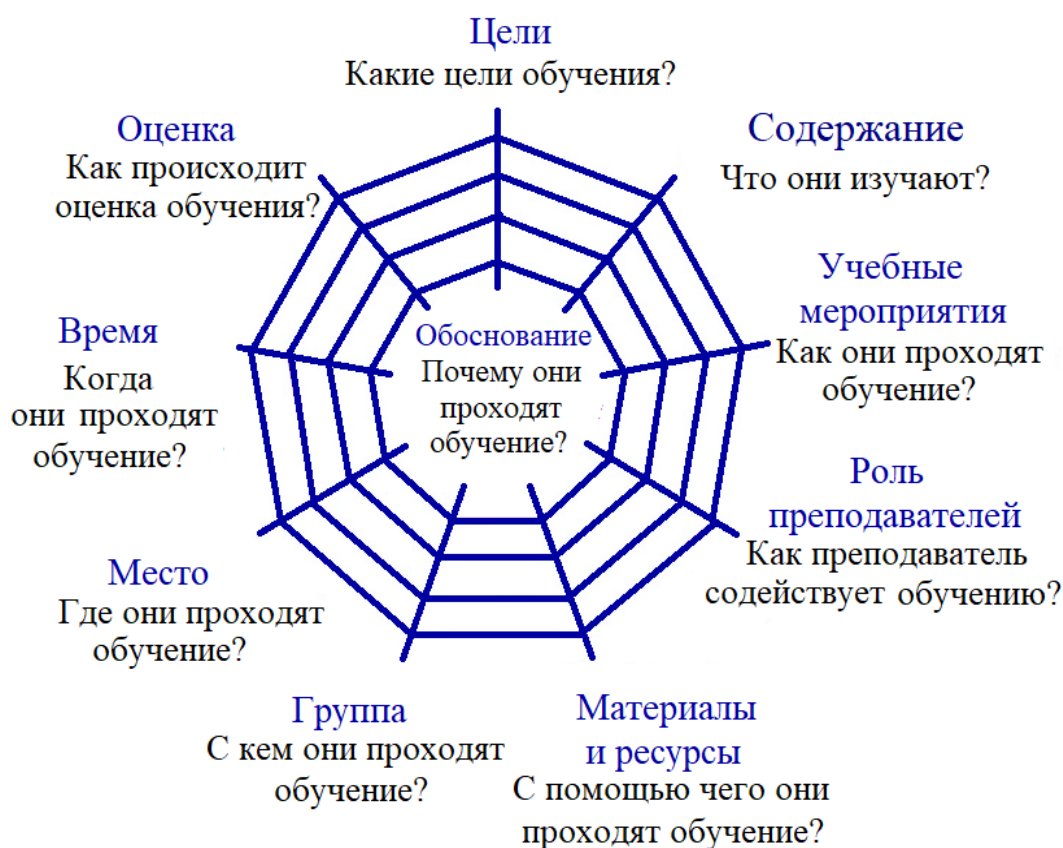 Цели
Какие цели обучения?
Содержание
Что они изучают?
Учебные
мероприятия
Как они проходят
обучение?
Роль
преподавателей
Как преподаватель
содействует обучению?
Материалы
и ресурсы
С помощью чего они
проходят обучение?
Группа
С кем они проходят
обучение?
Место
Где они проходят
обучение?
Время
Когда
они проходят
обучение?
Оценка
Как происходит
оценка обучения?
Обоснование
Почему они
проходят
обучение?